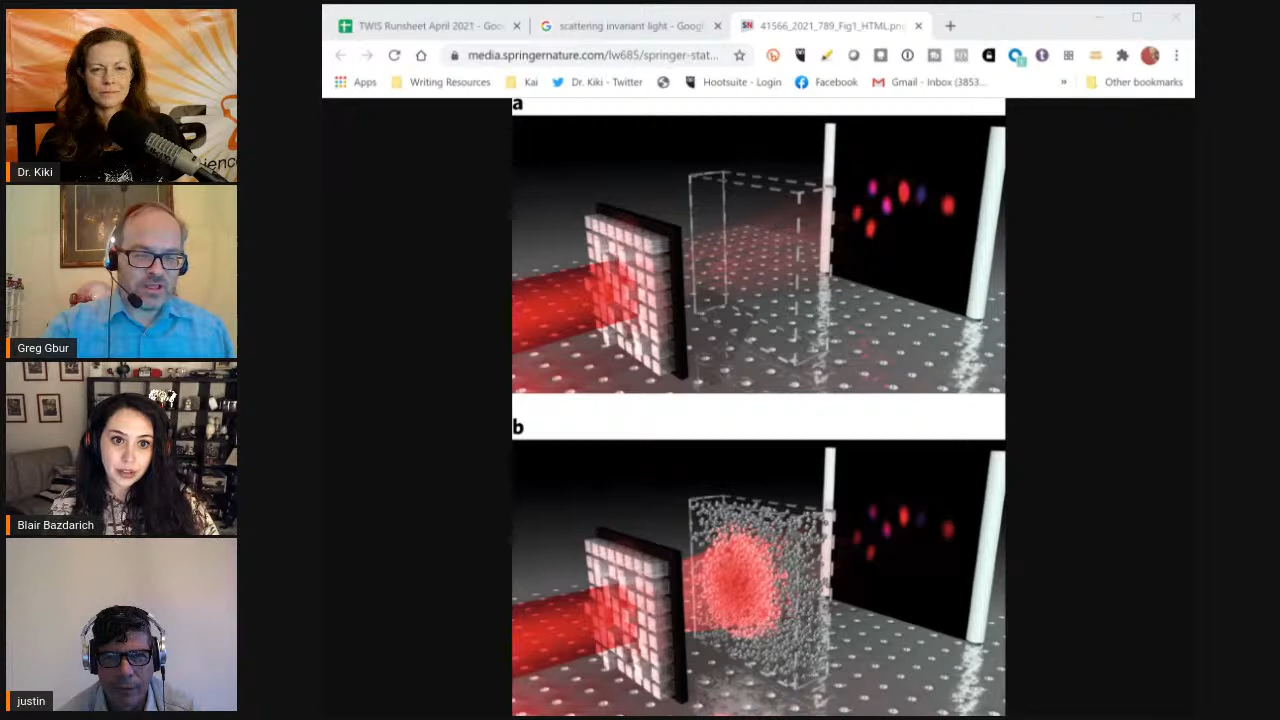 Dr. Kiki
Greg Gbur
Blair Bazdarich
justin
TWIS Runsheet April 2021 - Goo
scattering invariant light - Googl
SN
41566_2021_789_Fig1_HTML.pn
media.springernature.com/lw685/springer-stat...
Apps
Writing Resources
Kai
Dr. Kiki - Twitter
Hootsuite - Login
Facebook
Gmail - Inbox (3853...
»
Other bookmarks
a
b